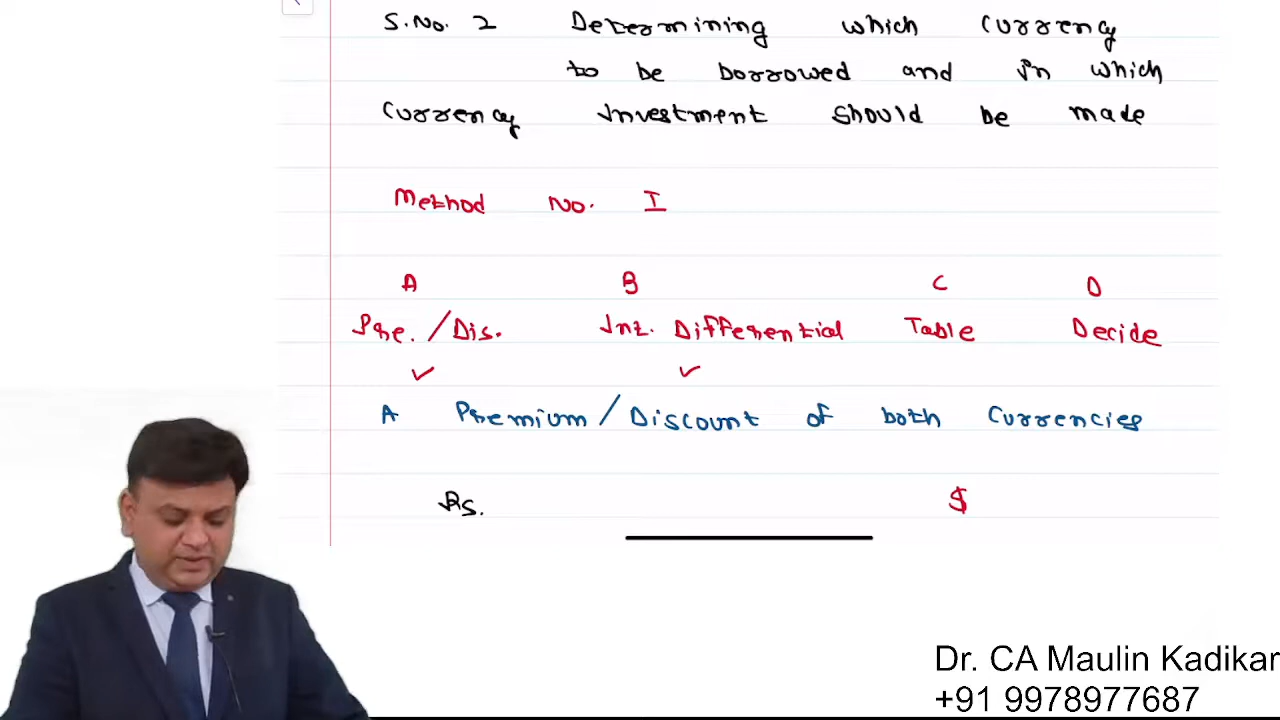 S.No. 2 Determining which currency
to be borrowed and in which
currency Investment should be made
Method No. I
A B C D
Pre./Dis. Int. Differential Table Decide
A Premium/Discount of both Currencies
Rs. $
Dr. CA Maulin Kadikar
+91 9978977687